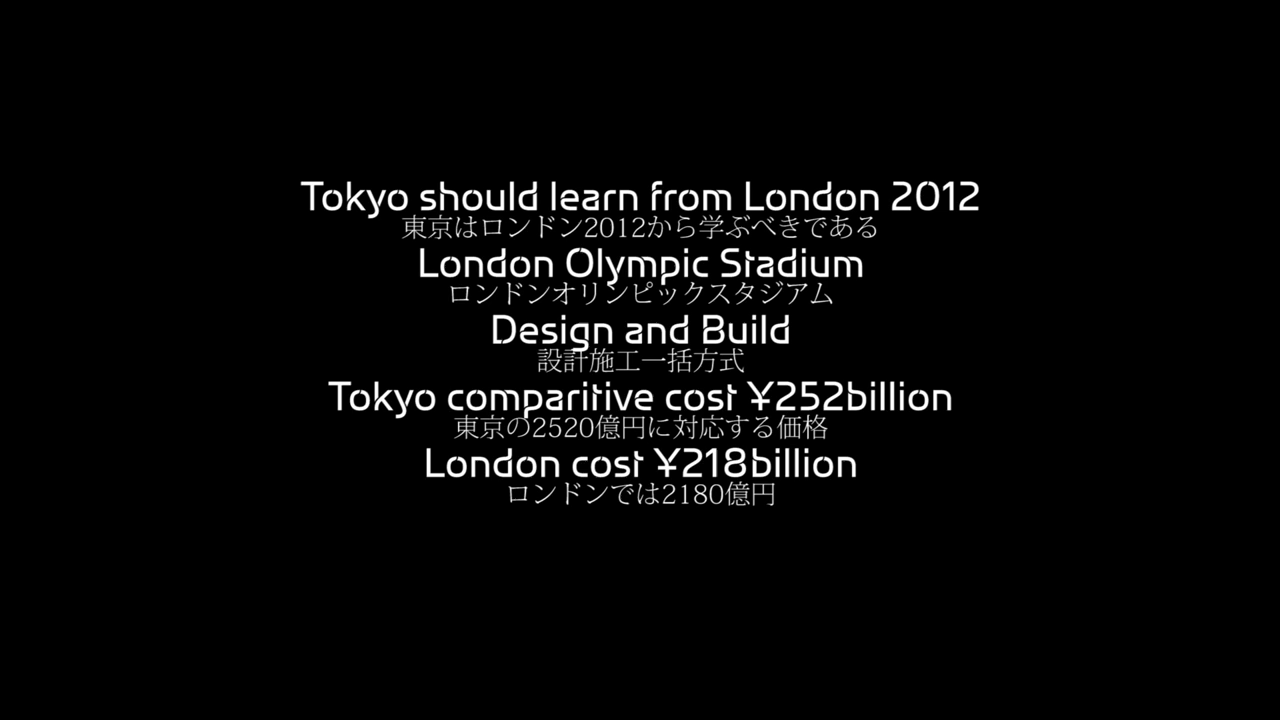 Tokyo should learn from London 2012
東京はロンドン2012から学ぶべきである
London Olympic Stadium
ロンドンオリンピックスタジアム
Design and Build
設計施工一括方式
Tokyo comparitive cost ¥252billion
東京の2520億円に対応する価格
London cost ¥218billion
ロンドンでは2180億円